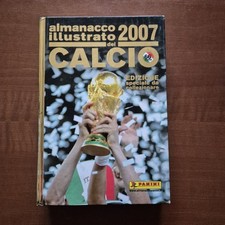 almanacco
illustrato 2007
del
CALCIO
EDIZIONE
speciale da
collezionare
PANINI